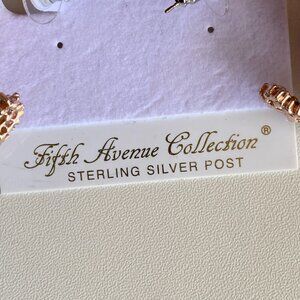 Fifth Avenue Collection®
STERLING SILVER POST